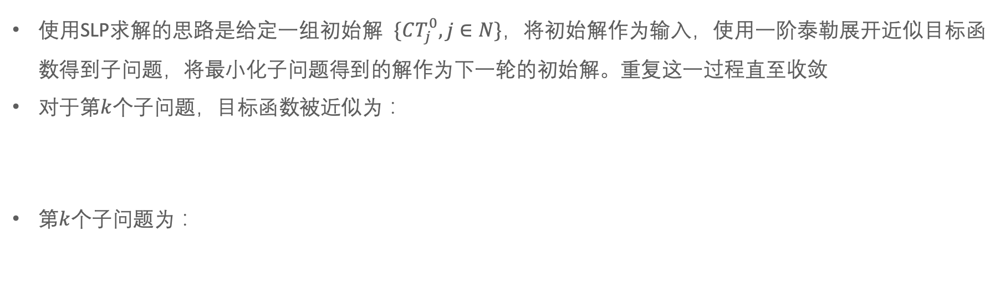 • 使用SLP求解的思路是给定一组初始解 {CT_j^0, j ∈ N}，将初始解作为输入，使用一阶泰勒展开近似目标函
数得到子问题，将最小化子问题得到的解作为下一轮的初始解。重复这一过程直至收敛
• 对于第k个子问题，目标函数被近似为：
• 第k个子问题为：